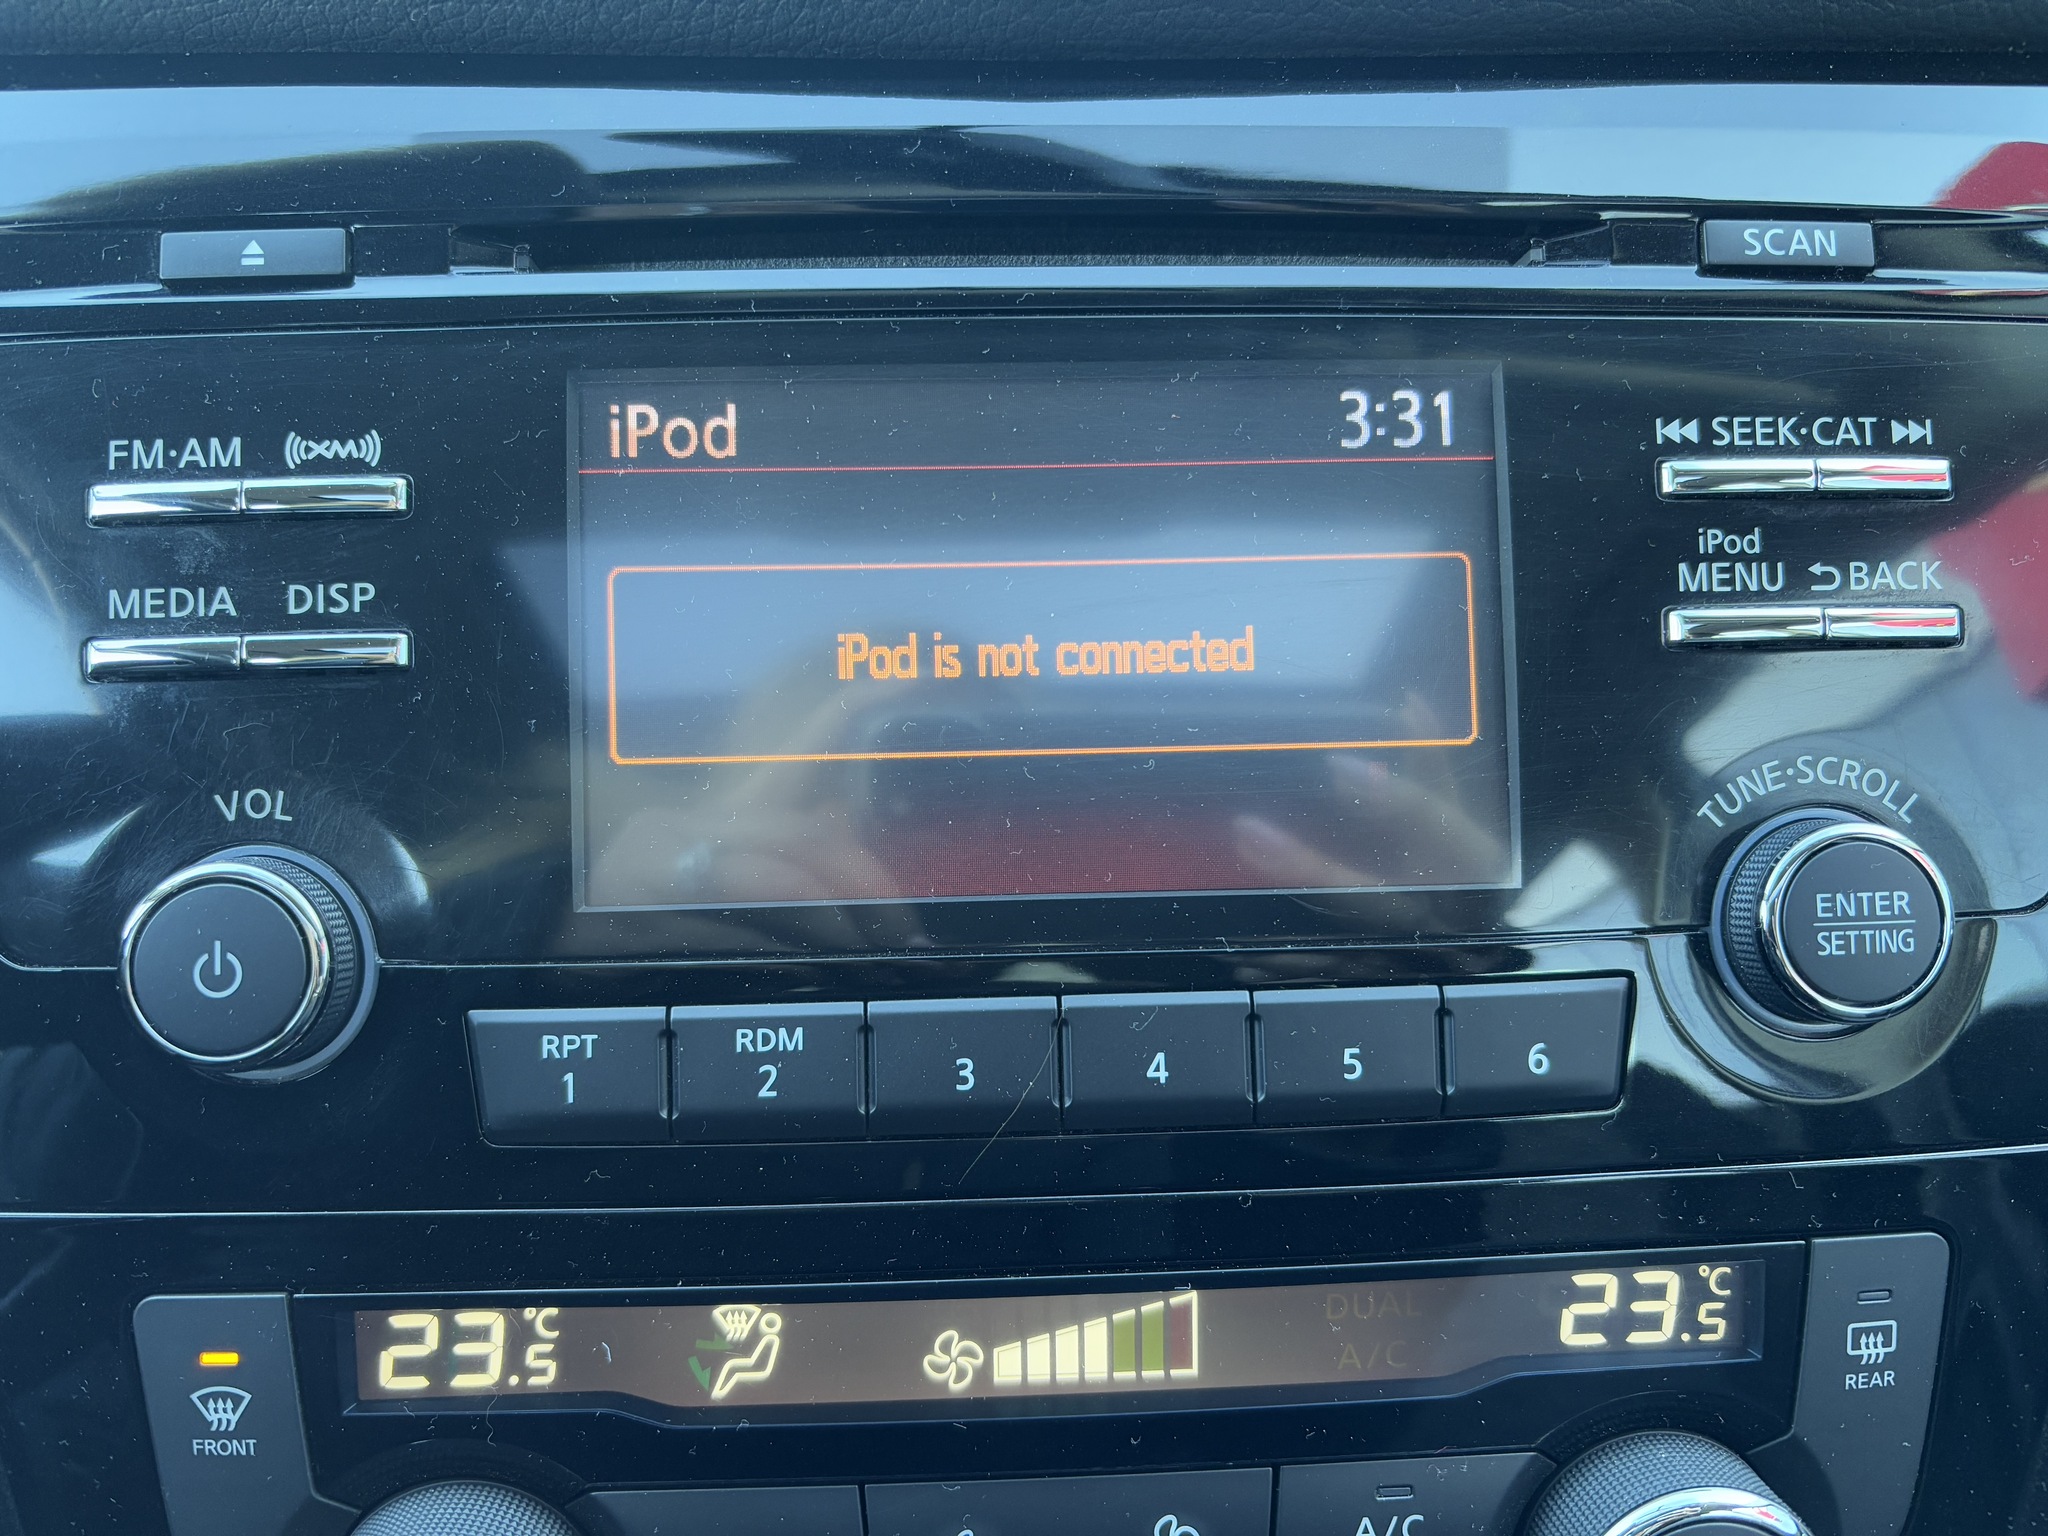 SCAN
iPod 3:31
FM·AM XM
SEEK·CAT
iPod
MENU BACK
MEDIA DISP
iPod is not connected
VOL
TUNE·SCROLL
ENTER
SETTING
RPT
1
RDM
2
3
4
5
6
23.5°C
DUAL
A/C
23.5°C
FRONT
REAR
A/C